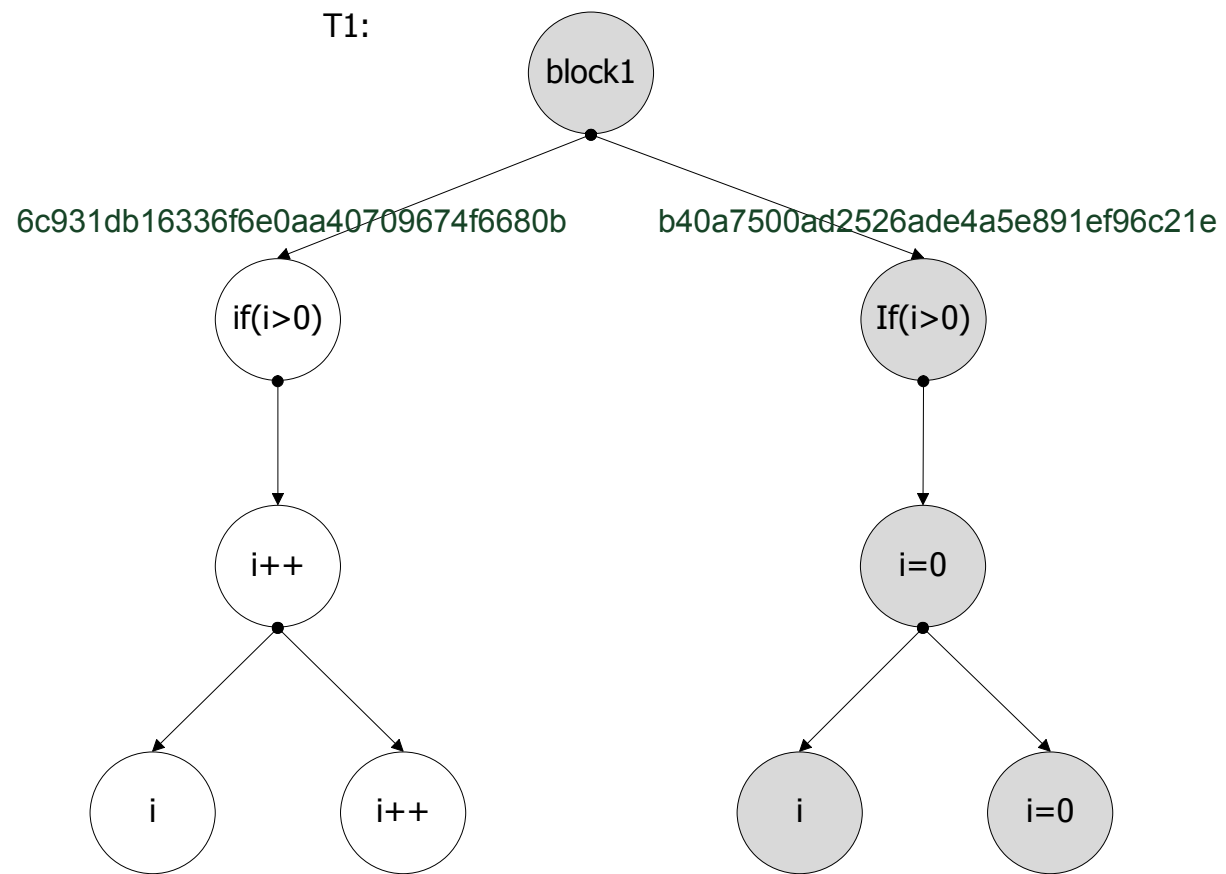 T1:
block1
6c931db16336f6e0aa40709674f6680b
b40a7500ad2526ade4a5e891ef96c21e
if(i>0)
If(i>0)
i++
i=0
i
i++
i
i=0